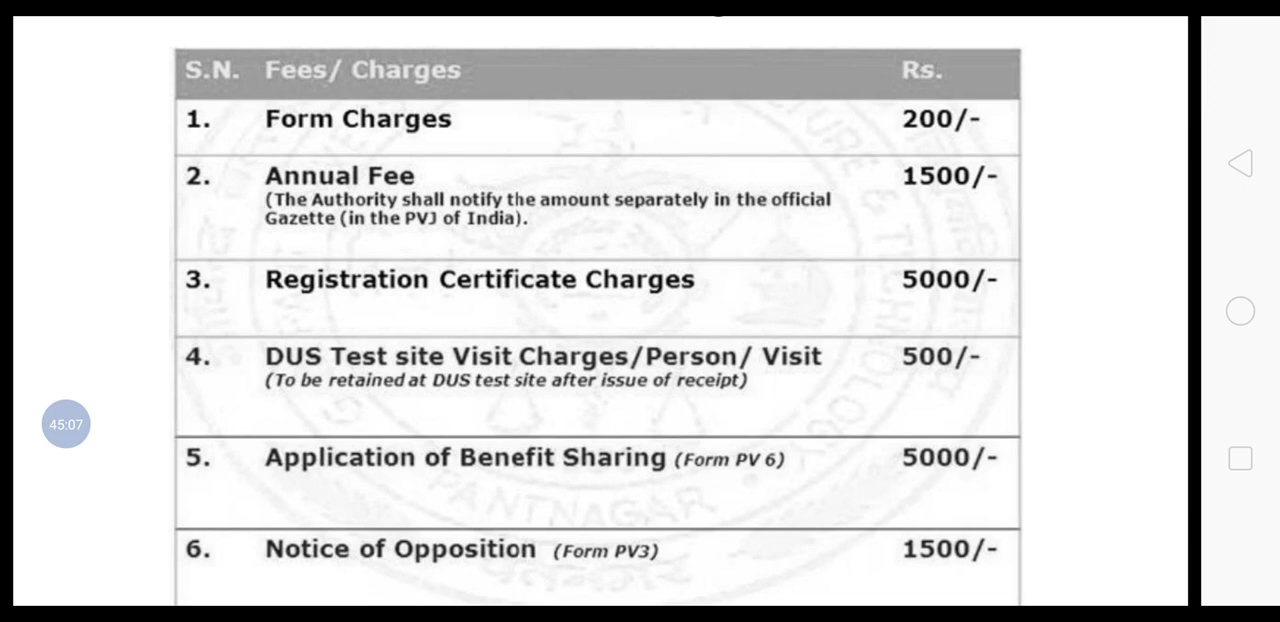 S.N. Fees/ Charges Rs.
1. Form Charges 200/-
2. Annual Fee 1500/-
(The Authority shall notify the amount separately in the official
Gazette (in the PVJ of India).
3. Registration Certificate Charges 5000/-
4. DUS Test site Visit Charges/Person/ Visit 500/-
(To be retained at DUS test site after issue of receipt)
45:07
5. Application of Benefit Sharing (Form PV 6) 5000/-
PANTNAGAR
6. Notice of Opposition (Form PV3) 1500/-